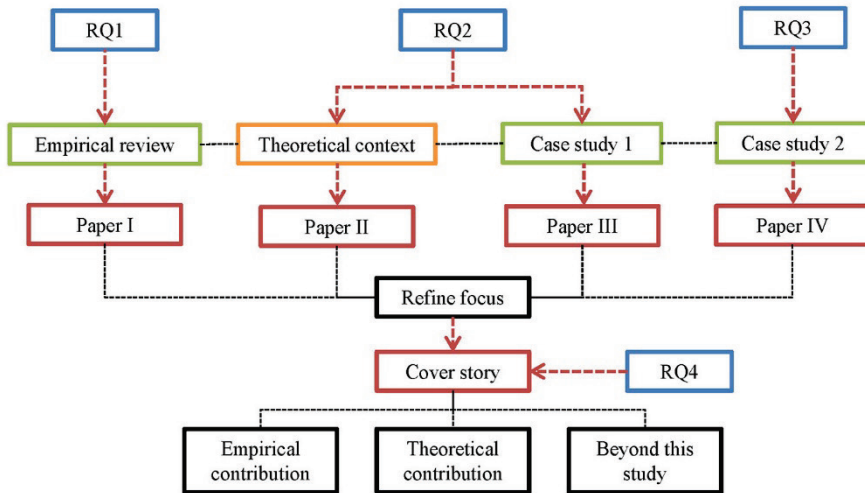 RQ1
RQ2
RQ3
Empirical review
Theoretical context
Case study 1
Case study 2
Paper I
Paper II
Paper III
Paper IV
Refine focus
Cover story
RQ4
Empirical
contribution
Theoretical
contribution
Beyond this
study